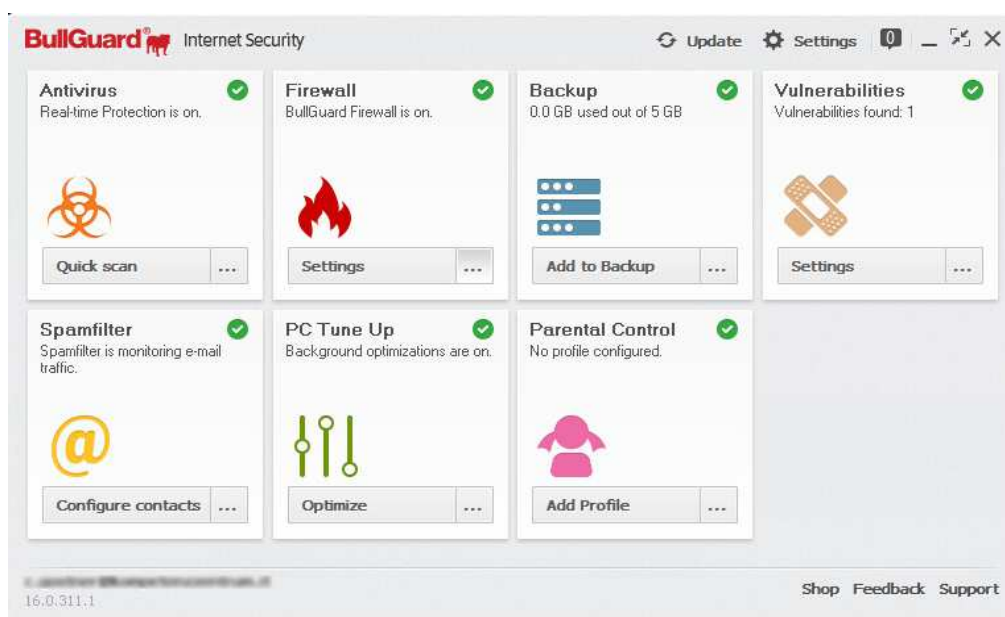 BullGuard® Internet Security
Update Settings 0
Antivirus
Real-time Protection is on.
Quick scan ...
Firewall
BullGuard Firewall is on.
Settings ...
Backup
0.0 GB used out of 5 GB
Add to Backup ...
Vulnerabilities
Vulnerabilities found: 1
Settings ...
Spamfilter
Spamfilter is monitoring e-mail
traffic.
@
Configure contacts ...
PC Tune Up
Background optimizations are on.
Optimize ...
Parental Control
No profile configured.
Add Profile ...
16.0.311.1
Shop Feedback Support